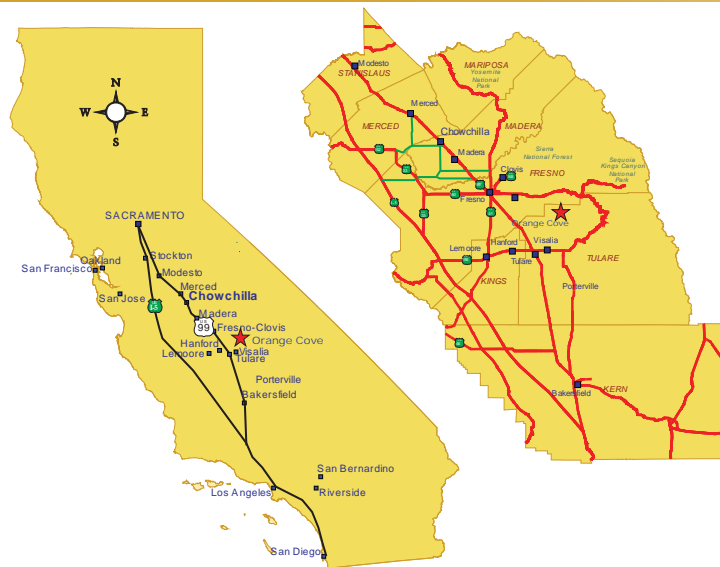 N
W E
S
SACRAMENTO
Stockton
Oakland
San Francisco
Modesto
Merced
San Jose
Chowchilla
Madera
99
Fresno-Clovis
Hanford
Orange Cove
Lemoore
Visalia
Tulare
Porterville
Bakersfield
San Bernardino
Los Angeles
Riverside
San Diego
Modesto
STANISLAUS
MARIPOSA
Yosemite
National
Park
Merced
MERCED
Chowchilla
MADERA
Madera
Sierra
National Forest
Clovis
FRESNO
Sequoia
Kings Canyon
National
Park
Fresno
Orange Cove
Lemoore
Hanford
Visalia
Tulare
TULARE
KINGS
Porterville
Bakersfield
KERN